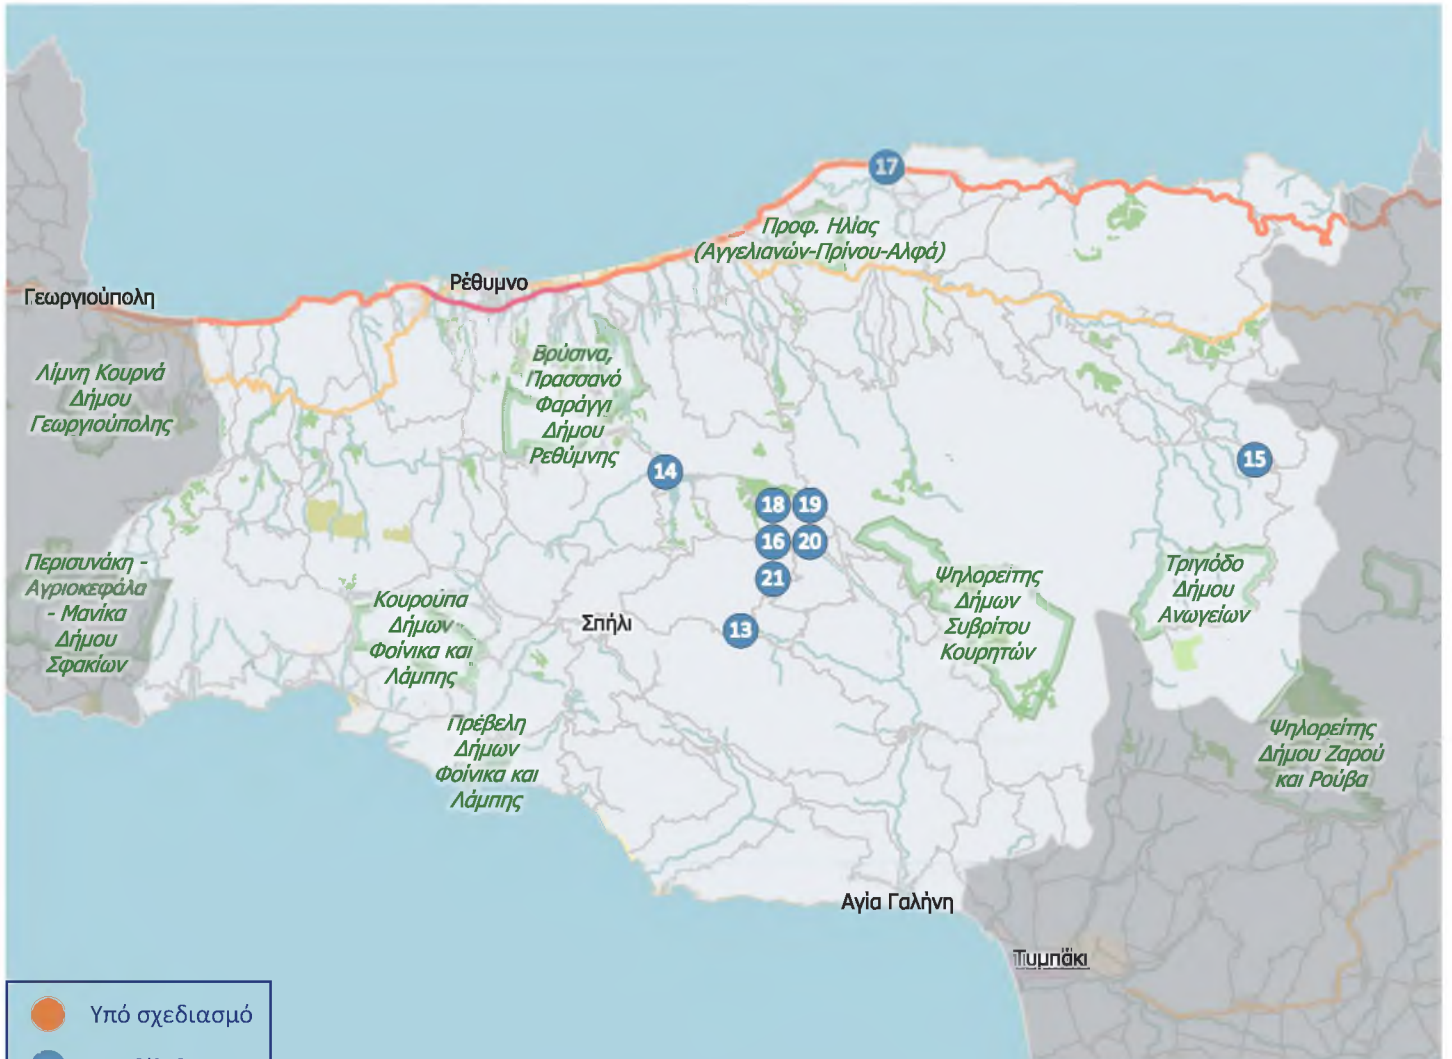 17
Προφ. Ηλίας
(Αγγελιανών-Πρίνου-Αλφά)
Ρέθυμνο
Γεωργιούπολη
Λίμνη Κουρνά
Δήμου
Γεωργιούπολης
Βρύσινα,
Πρασσανό
Φαράγγι
Δήμου
Ρεθύμνης
14
15
18
19
16
20
21
13
Περισυνάκη -
Αγριοκεφάλα
- Μανίκα
Δήμου
Σφακίων
Κουρούπα
Δήμων
Φοίνικα και
Λάμπης
Σπήλι
Ψηλορείτης
Δήμων
Συβρίτου
Κουρητών
Τριγιόδο
Δήμου
Ανωγείων
Πρέβελη
Δήμων
Φοίνικα και
Λάμπης
Ψηλορείτης
Δήμου Ζαρού
και Ρούβα
Αγία Γαλήνη
Τυμπάκι
Υπό σχεδιασμό